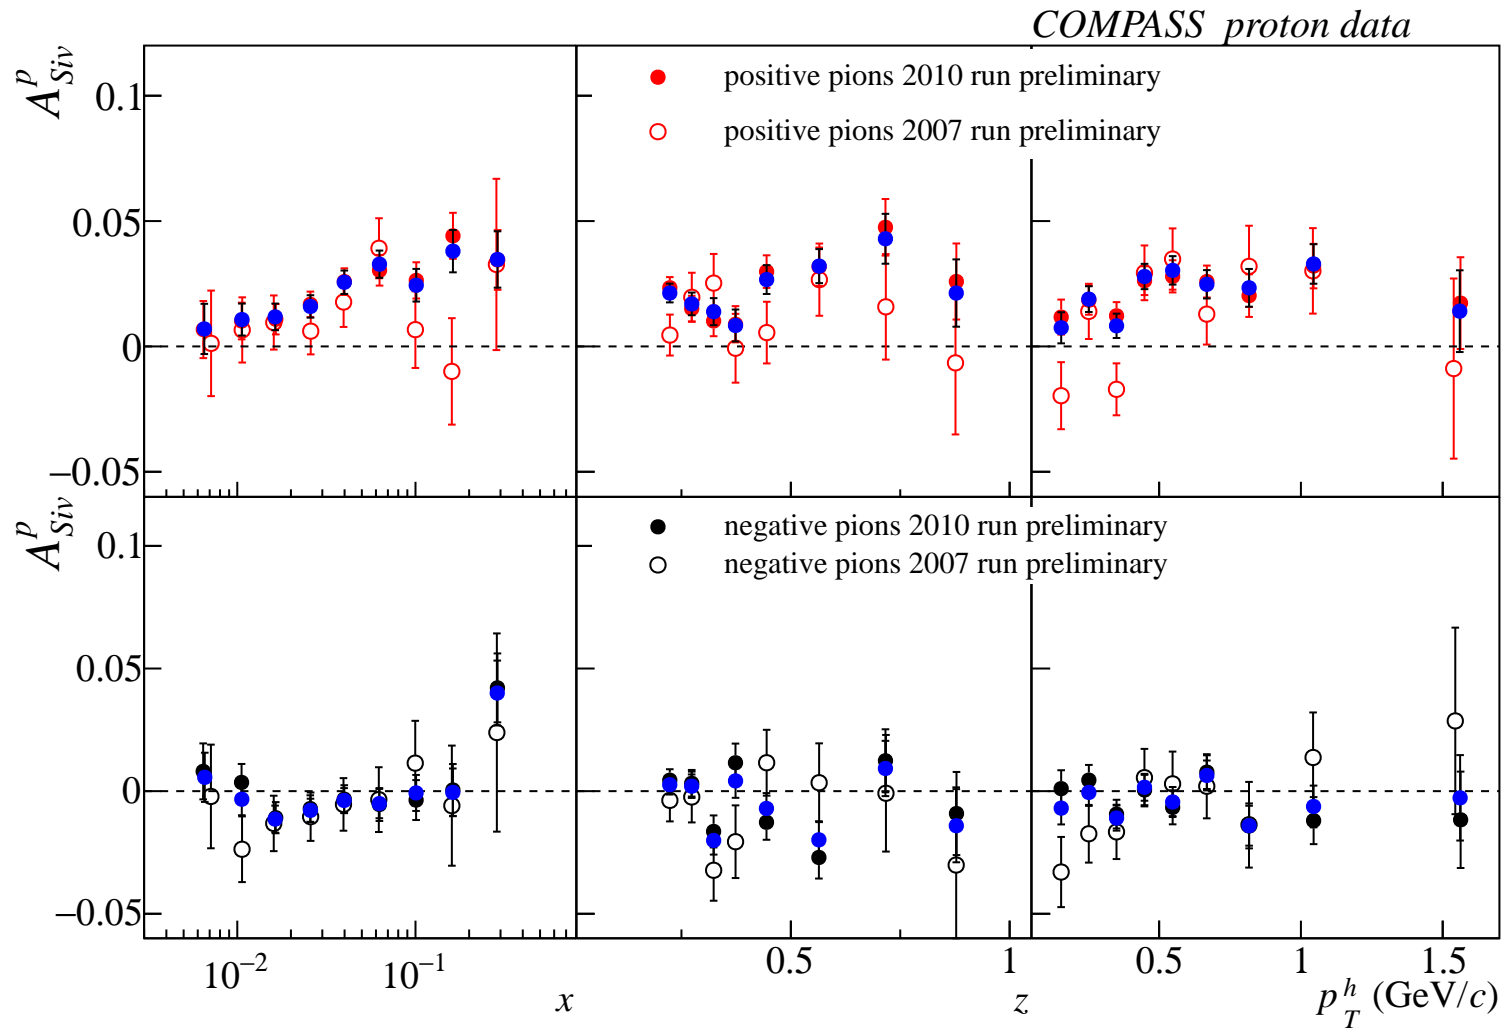 COMPASS proton data
A^p_Siv
positive pions 2010 run preliminary
positive pions 2007 run preliminary
0.1
0.05
0
−0.05
A^p_Siv
negative pions 2010 run preliminary
negative pions 2007 run preliminary
0.1
0.05
0
−0.05
10^−2 10^−1 0.5 1 0.5 1 1.5
x z p_T^h (GeV/c)